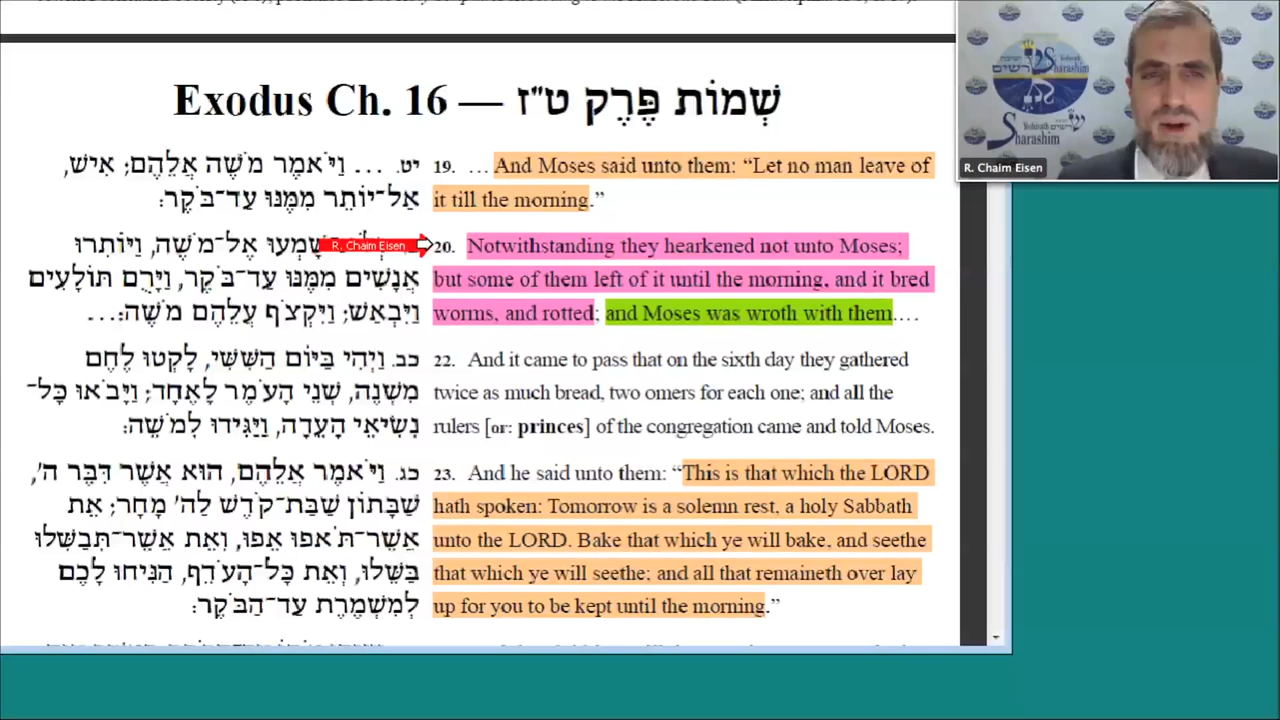 Exodus Ch. 16 — שְׁמוֹת פֶּרֶק ט"ז
יט. ... וַיֹּאמֶר מֹשֶׁה אֲלֵהֶם; אִישׁ,
אַל־יוֹתֵר מִמֶּנּוּ עַד־בֹּקֶר:
19. ... And Moses said unto them: “Let no man leave of
it till the morning.”
שָׁמְעוּ אֶל־מֹשֶׁה, וַיּוֹתִרוּ
אֲנָשִׁים מִמֶּנּוּ עַד־בֹּקֶר, וַיָּרֻם תּוֹלָעִים
וַיִּבְאַשׁ; וַיִּקְצֹף עֲלֵהֶם מֹשֶׁה:...
20. Notwithstanding they hearkened not unto Moses;
but some of them left of it until the morning, and it bred
worms, and rotted; and Moses was wroth with them....
כב. וַיְהִי בַּיּוֹם הַשִּׁשִּׁי, לָקְטוּ לֶחֶם
מִשְׁנֶה, שְׁנֵי הָעֹמֶר לָאֶחָד; וַיָּבֹאוּ כָּל־
נְשִׂיאֵי הָעֵדָה, וַיַּגִּידוּ לְמֹשֶׁה:
22. And it came to pass that on the sixth day they gathered
twice as much bread, two omers for each one; and all the
rulers [or: princes] of the congregation came and told Moses.
כג. וַיֹּאמֶר אֲלֵהֶם, הוּא אֲשֶׁר דִּבֶּר ה',
שַׁבָּתוֹן שַׁבַּת־קֹדֶשׁ לַה' מָחָר; אֵת
אֲשֶׁר־תֹּאפוּ אֵפוּ, וְאֵת אֲשֶׁר־תְּבַשְּׁלוּ
בַּשֵּׁלוּ, וְאֵת כָּל־הָעֹדֵף, הַנִּיחוּ לָכֶם
לְמִשְׁמֶרֶת עַד־הַבֹּקֶר:
23. And he said unto them: “This is that which the LORD
hath spoken: Tomorrow is a solemn rest, a holy Sabbath
unto the LORD. Bake that which ye will bake, and seethe
that which ye will seethe; and all that remaineth over lay
up for you to be kept until the morning.”
R. Chaim Eisen
R. Chaim Eisen
Sharashim
Yeshivath
Sharashim